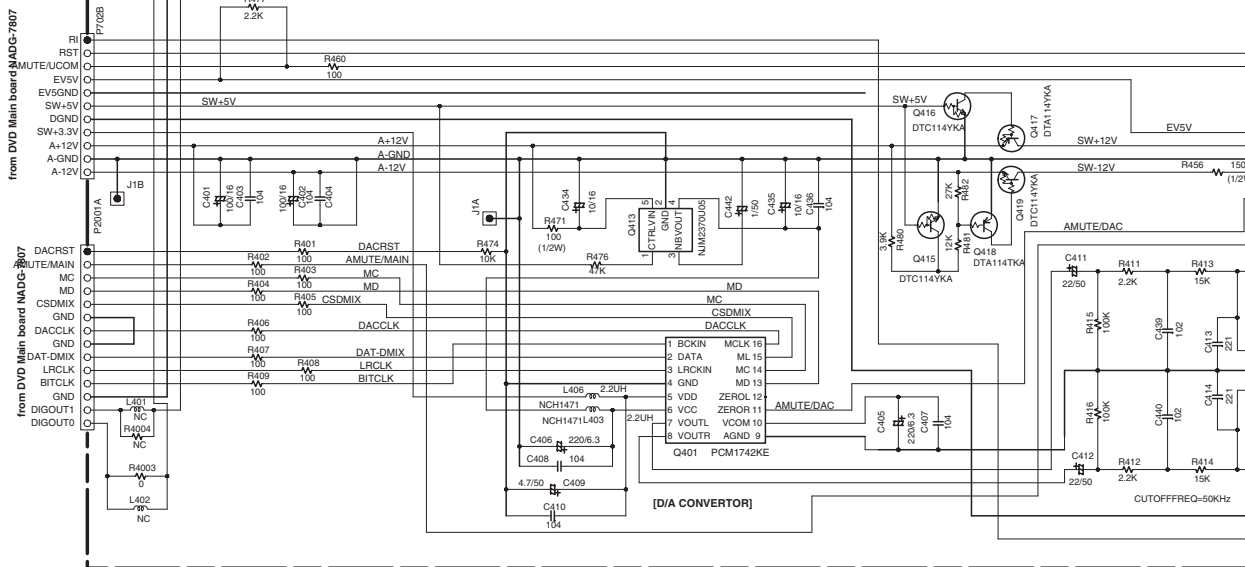 from DVD Main board NADG-7807
P702B
RI
RST
AMUTE/UCOM
EV5V
EV5GND
SW+5V
DGND
SW+3.3V
A+12V
A-GND
A-12V
2.2K
R460
100
SW+5V
A+12V
A-GND
A-12V
J1B
C401
100/16
C403
104
100/16
C402
104
C404
J1A
C434
10/16
R471
100
(1/2W)
Q413
5 2 4
CTRLVIN
GND
NBVOUT
1 3
NJM2370U05
C442
1/50
C435
10/16
C436
104
SW+5V
Q416
DTC114YKA
Q417
DTA114YKA
EV5V
SW+12V
SW-12V
R456
150
(1/2W
27K
R482
Q419
DTC114YKA
3.9K
R480
12K
R481
Q415
DTC114YKA
Q418
DTA114TKA
AMUTE/DAC
from DVD Main board NADG-7807
P2001A
DACRST
AMUTE/MAIN
MC
MD
CSDMIX
GND
DACCLK
GND
DAT-DMIX
LRCLK
BITCLK
GND
DIGOUT1
DIGOUT0
R401
100
DACRST
R402
100
AMUTE/MAIN
R403
100
MC
R404
100
MD
R405
100
CSDMIX
R406
100
DACCLK
R407
100
DAT-DMIX
R408
100
LRCLK
R409
100
BITCLK
R474
10K
R476
47K
MD
MC
CSDMIX
DACCLK
1 BCKIN MCLK 16
2 DATA ML 15
3 LRCKIN MC 14
4 GND MD 13
5 VDD ZEROL 12
6 VCC ZEROR 11
7 VOUTL VCOM 10
8 VOUTR AGND 9
Q401 PCM1742KE
AMUTE/DAC
L406 2.2UH
NCH1471
NCH1471 L403
2.2UH
C406 220/6.3
C408 104
4.7/50 C409
C410
104
[D/A CONVERTOR]
C405
220/6.3
C407
104
L401
NC
R4004
NC
R4003
0
L402
NC
C411
22/50
R411
2.2K
R413
15K
R415
100K
C439
102
C413
221
R416
100K
C440
102
C414
221
C412
22/50
R412
2.2K
R414
15K
CUTOFFFREQ=50KHz